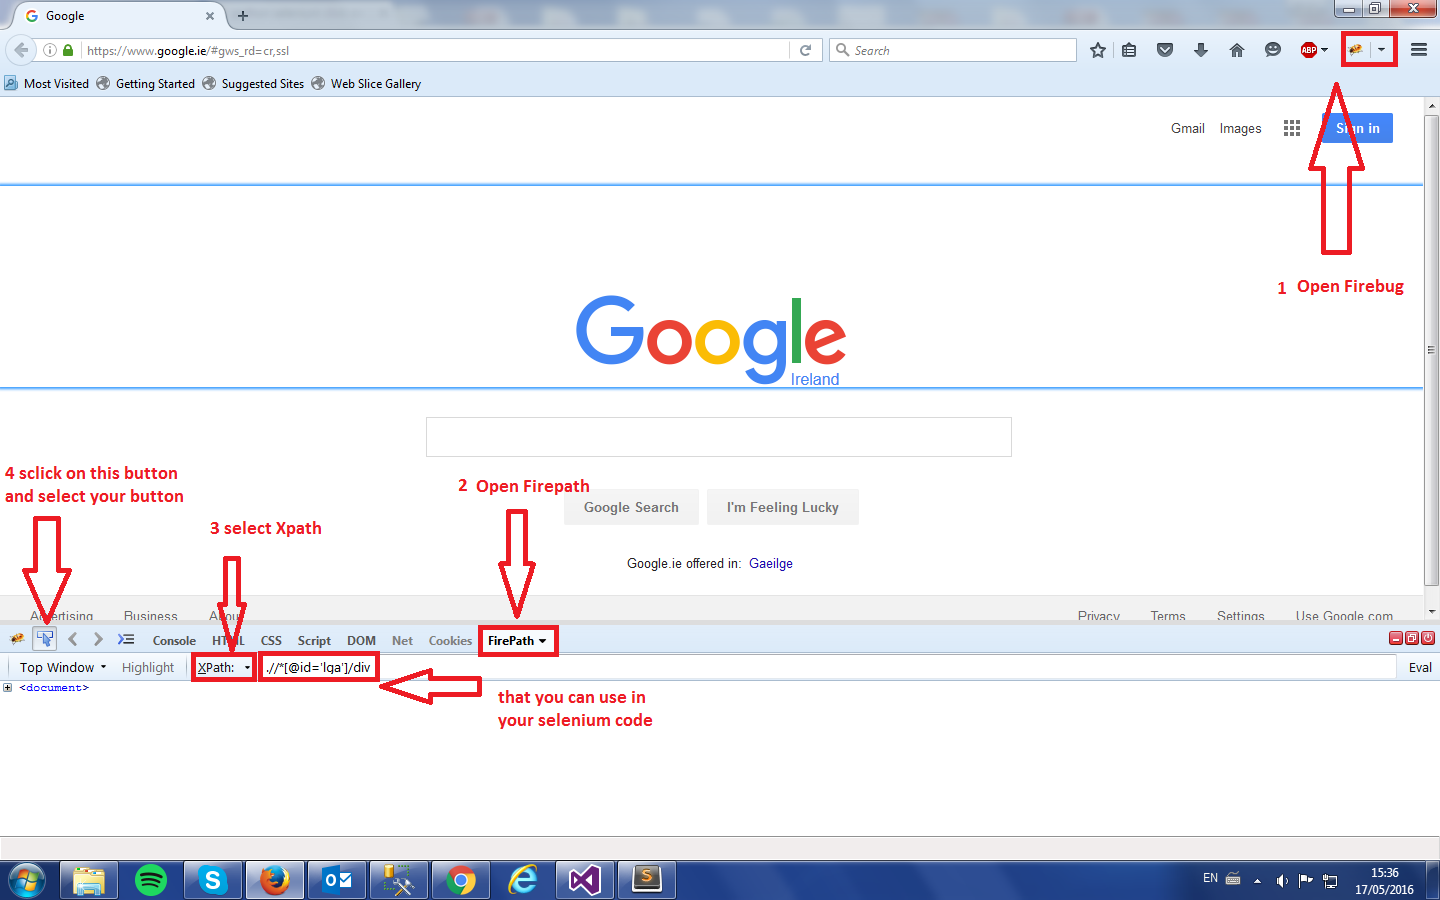 Google
https://www.google.ie/#gws_rd=cr,ssl
Search
ABP
Most Visited
Getting Started
Suggested Sites
Web Slice Gallery
Gmail
Images
Sign in
1 Open Firebug
Google
Ireland
4 sclick on this button
and select your button
3 select Xpath
2 Open Firepath
Google Search
I'm Feeling Lucky
Google.ie offered in: Gaeilge
Advertising
Business
About
Privacy
Terms
Settings
Use Google.com
Console
HTML
CSS
Script
DOM
Net
Cookies
FirePath
Top Window
Highlight
XPath:
.//*[@id='lga']/div
Eval
<document>
that you can use in
your selenium code
EN
15:36
17/05/2016